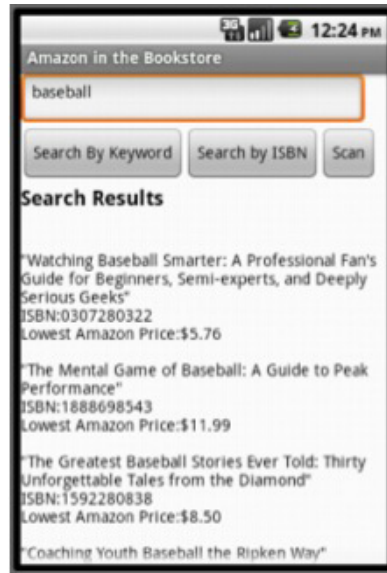 3G 12:24 PM
Amazon in the Bookstore
baseball
Search By Keyword Search by ISBN Scan
Search Results
"Watching Baseball Smarter: A Professional Fan's
Guide for Beginners, Semi-experts, and Deeply
Serious Geeks"
ISBN:0307280322
Lowest Amazon Price:$5.76
"The Mental Game of Baseball: A Guide to Peak
Performance"
ISBN:1888698543
Lowest Amazon Price:$11.99
"The Greatest Baseball Stories Ever Told: Thirty
Unforgettable Tales from the Diamond"
ISBN:1592280838
Lowest Amazon Price:$8.50
"Coaching Youth Baseball the Ripken Way"